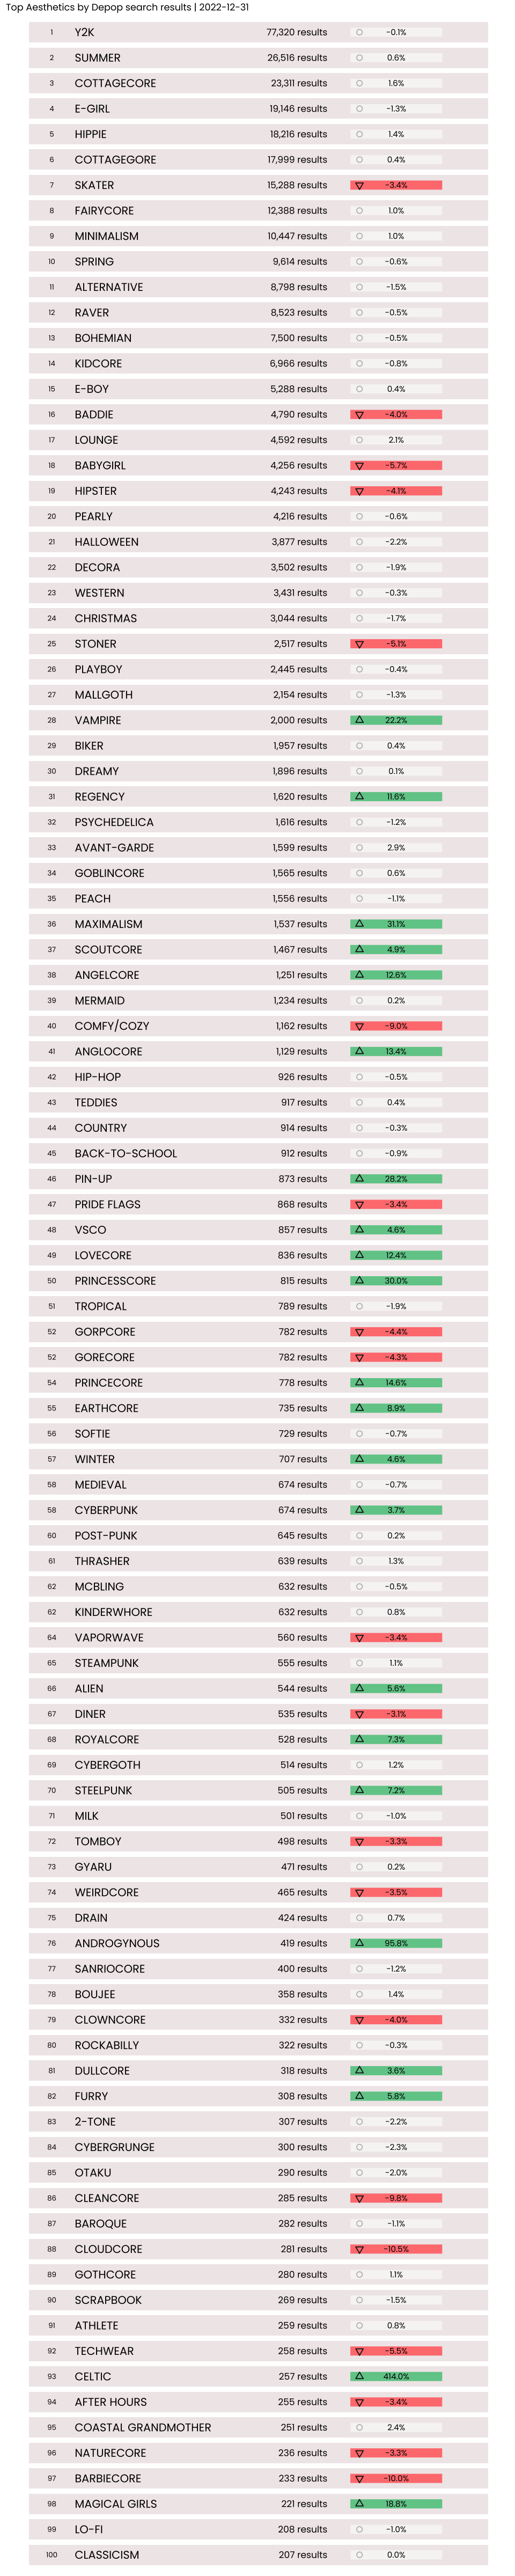 Top Aesthetics by Depop search results | 2022-12-31
1 Y2K 77,320 results -0.1%
2 SUMMER 26,516 results 0.6%
3 COTTAGECORE 23,311 results 1.6%
4 E-GIRL 19,146 results -1.3%
5 HIPPIE 18,216 results 1.4%
6 COTTAGEGORE 17,999 results 0.4%
7 SKATER 15,288 results -3.4%
8 FAIRYCORE 12,388 results 1.0%
9 MINIMALISM 10,447 results 1.0%
10 SPRING 9,614 results -0.6%
11 ALTERNATIVE 8,798 results -1.5%
12 RAVER 8,523 results -0.5%
13 BOHEMIAN 7,500 results -0.5%
14 KIDCORE 6,966 results -0.8%
15 E-BOY 5,288 results 0.4%
16 BADDIE 4,790 results -4.0%
17 LOUNGE 4,592 results 2.1%
18 BABYGIRL 4,256 results -5.7%
19 HIPSTER 4,243 results -4.1%
20 PEARLY 4,216 results -0.6%
21 HALLOWEEN 3,877 results -2.2%
22 DECORA 3,502 results -1.9%
23 WESTERN 3,431 results -0.3%
24 CHRISTMAS 3,044 results -1.7%
25 STONER 2,517 results -5.1%
26 PLAYBOY 2,445 results -0.4%
27 MALLGOTH 2,154 results -1.3%
28 VAMPIRE 2,000 results 22.2%
29 BIKER 1,957 results 0.4%
30 DREAMY 1,896 results 0.1%
31 REGENCY 1,620 results 11.6%
32 PSYCHEDELICA 1,616 results -1.2%
33 AVANT-GARDE 1,599 results 2.9%
34 GOBLINCORE 1,565 results 0.6%
35 PEACH 1,556 results -1.1%
36 MAXIMALISM 1,537 results 31.1%
37 SCOUTCORE 1,467 results 4.9%
38 ANGELCORE 1,251 results 12.6%
39 MERMAID 1,234 results 0.2%
40 COMFY/COZY 1,162 results -9.0%
41 ANGLOCORE 1,129 results 13.4%
42 HIP-HOP 926 results -0.5%
43 TEDDIES 917 results 0.4%
44 COUNTRY 914 results -0.3%
45 BACK-TO-SCHOOL 912 results -0.9%
46 PIN-UP 873 results 28.2%
47 PRIDE FLAGS 868 results -3.4%
48 VSCO 857 results 4.6%
49 LOVECORE 836 results 12.4%
50 PRINCESSCORE 815 results 30.0%
51 TROPICAL 789 results -1.9%
52 GORPCORE 782 results -4.4%
52 GORECORE 782 results -4.3%
54 PRINCECORE 778 results 14.6%
55 EARTHCORE 735 results 8.9%
56 SOFTIE 729 results -0.7%
57 WINTER 707 results 4.6%
58 MEDIEVAL 674 results -0.7%
58 CYBERPUNK 674 results 3.7%
60 POST-PUNK 645 results 0.2%
61 THRASHER 639 results 1.3%
62 MCBLING 632 results -0.5%
62 KINDERWHORE 632 results 0.8%
64 VAPORWAVE 560 results -3.4%
65 STEAMPUNK 555 results 1.1%
66 ALIEN 544 results 5.6%
67 DINER 535 results -3.1%
68 ROYALCORE 528 results 7.3%
69 CYBERGOTH 514 results 1.2%
70 STEELPUNK 505 results 7.2%
71 MILK 501 results -1.0%
72 TOMBOY 498 results -3.3%
73 GYARU 471 results 0.2%
74 WEIRDCORE 465 results -3.5%
75 DRAIN 424 results 0.7%
76 ANDROGYNOUS 419 results 95.8%
77 SANRIOCORE 400 results -1.2%
78 BOUJEE 358 results 1.4%
79 CLOWNCORE 332 results -4.0%
80 ROCKABILLY 322 results -0.3%
81 DULLCORE 318 results 3.6%
82 FURRY 308 results 5.8%
83 2-TONE 307 results -2.2%
84 CYBERGRUNGE 300 results -2.3%
85 OTAKU 290 results -2.0%
86 CLEANCORE 285 results -9.8%
87 BAROQUE 282 results -1.1%
88 CLOUDCORE 281 results -10.5%
89 GOTHCORE 280 results 1.1%
90 SCRAPBOOK 269 results -1.5%
91 ATHLETE 259 results 0.8%
92 TECHWEAR 258 results -5.5%
93 CELTIC 257 results 414.0%
94 AFTER HOURS 255 results -3.4%
95 COASTAL GRANDMOTHER 251 results 2.4%
96 NATURECORE 236 results -3.3%
97 BARBIECORE 233 results -10.0%
98 MAGICAL GIRLS 221 results 18.8%
99 LO-FI 208 results -1.0%
100 CLASSICISM 207 results 0.0%